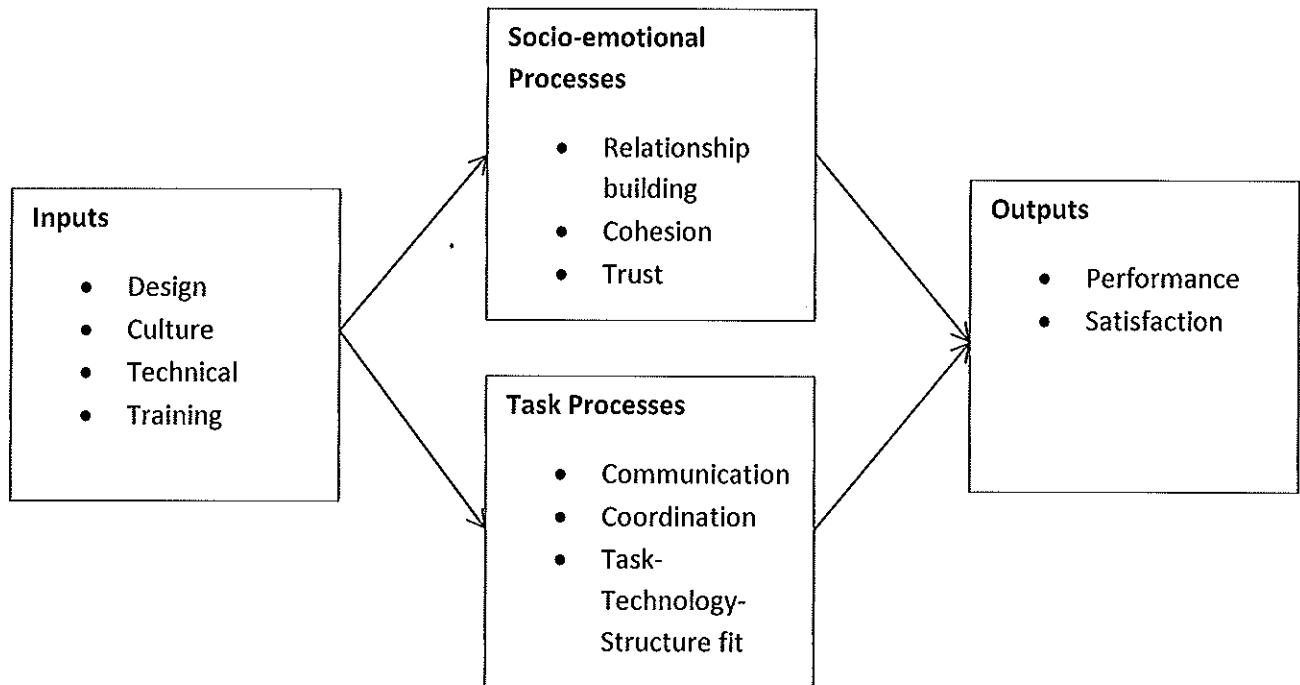 Inputs
• Design
• Culture
• Technical
• Training
Socio-emotional
Processes
• Relationship
building
• Cohesion
• Trust
Task Processes
• Communication
• Coordination
• Task-
Technology-
Structure fit
Outputs
• Performance
• Satisfaction